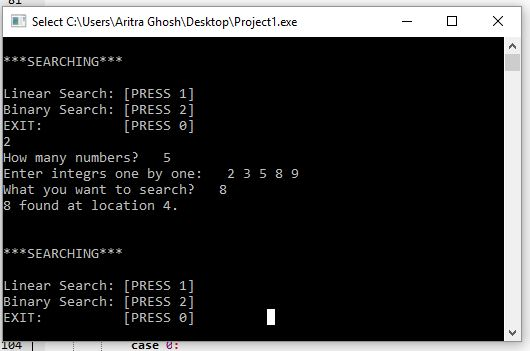 81
Select C:\Users\Aritra Ghosh\Desktop\Project1.exe
***SEARCHING***
Linear Search: [PRESS 1]
Binary Search: [PRESS 2]
EXIT:          [PRESS 0]
2
How many numbers?   5
Enter integrs one by one:   2 3 5 8 9
What you want to search?   8
8 found at location 4.
***SEARCHING***
Linear Search: [PRESS 1]
Binary Search: [PRESS 2]
EXIT:          [PRESS 0]
104 case 0: